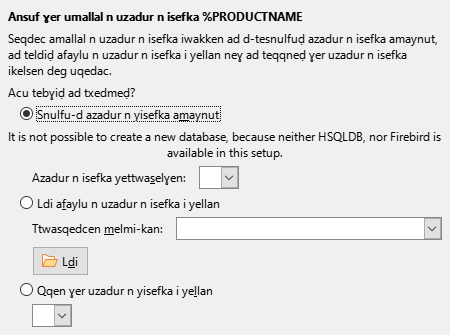 Ansuf ɣer umallal n uzadur n isefka %PRODUCTNAME
Seqdec amallal n uzadur n isefka iwakken ad d-tesnulfuḍ azadur n isefka amaynut,
ad teldiḍ afaylu n uzadur n isefka i yellan neɣ ad teqqneḍ ɣer uzadur n isefka
ikelsen deg uqedac.
Acu tebɣiḍ ad txedmeḍ?
Snulfu-d azadur n yisefka amaynut
It is not possible to create a new database, because neither HSQLDB, nor Firebird is
available in this setup.
Azadur n isefka yettwaselɣen:
Ldi afaylu n uzadur n isefka i yellan
Ttwasqedcen melmi-kan:
Ldi
Qqen ɣer uzadur n yisefka i yellan